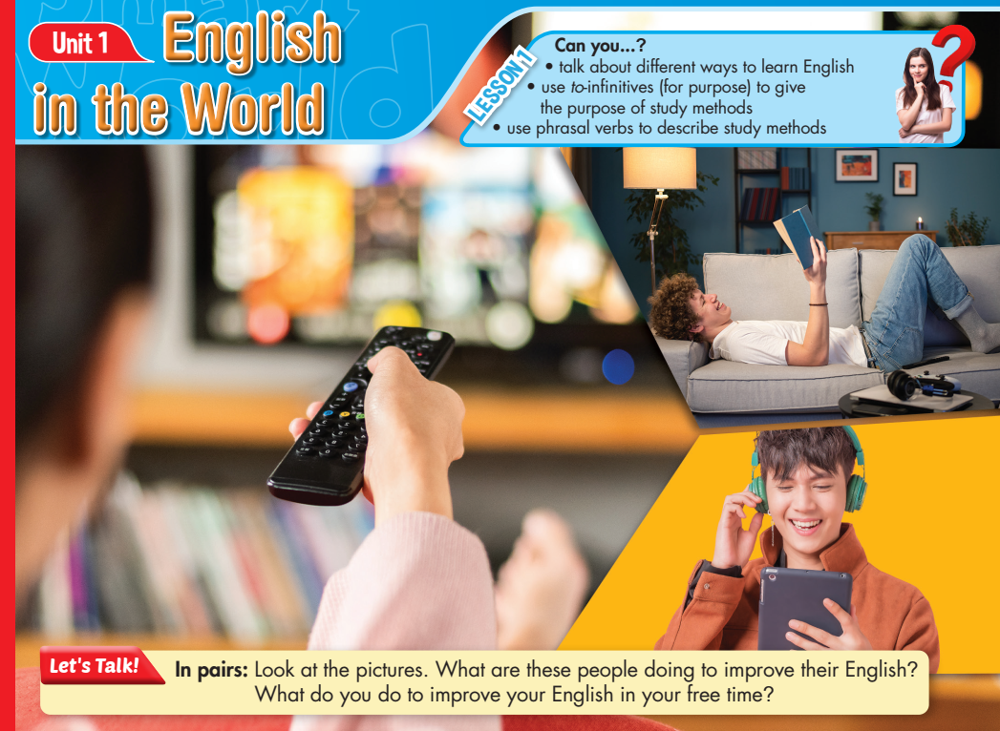 Unit 1
English
in the World
LESSON 1
Can you...?
• talk about different ways to learn English
• use to-infinitives (for purpose) to give
the purpose of study methods
• use phrasal verbs to describe study methods
?
Let's Talk!
In pairs: Look at the pictures. What are these people doing to improve their English?
What do you do to improve your English in your free time?